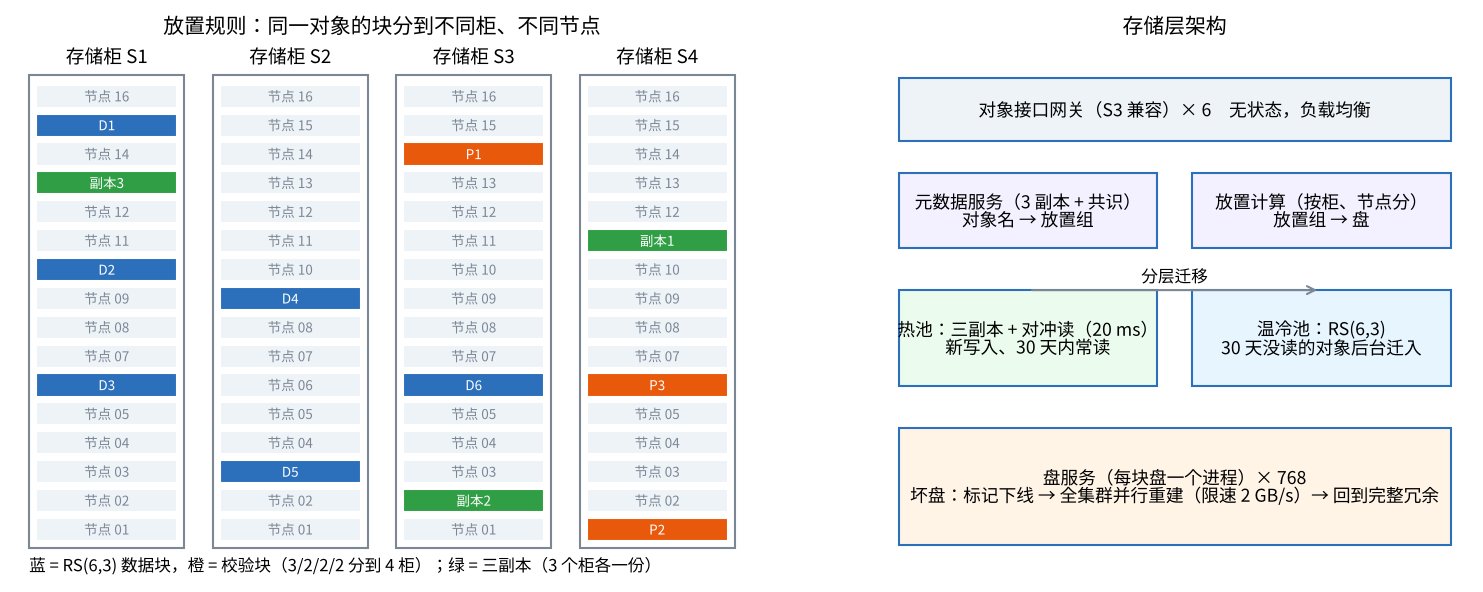 放置规则：同一对象的块分到不同柜、不同节点
存储柜 S1
节点 16
D1
节点 14
副本3
节点 12
节点 11
D2
节点 09
节点 08
节点 07
D3
节点 05
节点 04
节点 03
节点 02
节点 01
存储柜 S2
节点 16
节点 15
节点 14
节点 13
节点 12
节点 11
节点 10
D4
节点 08
节点 07
节点 06
节点 05
节点 04
D5
节点 02
节点 01
存储柜 S3
节点 16
节点 15
P1
节点 13
节点 12
节点 11
节点 10
节点 09
节点 08
节点 07
D6
节点 05
节点 04
节点 03
副本2
节点 01
存储柜 S4
节点 16
节点 15
节点 14
节点 13
节点 12
副本1
节点 10
节点 09
节点 08
节点 07
P3
节点 05
节点 04
节点 03
节点 02
P2
蓝 = RS(6,3) 数据块，橙 = 校验块（3/2/2/2 分到 4 柜）；绿 = 三副本（3 个柜各一份）
存储层架构
对象接口网关（S3 兼容）× 6　无状态，负载均衡
元数据服务（3 副本 + 共识）
对象名 → 放置组
放置计算（按柜、节点分）
放置组 → 盘
分层迁移
热池：三副本 + 对冲读（20 ms）
新写入、30 天内常读
温冷池：RS(6,3)
30 天没读的对象后台迁入
盘服务（每块盘一个进程）× 768
坏盘：标记下线 → 全集群并行重建（限速 2 GB/s）→ 回到完整冗余